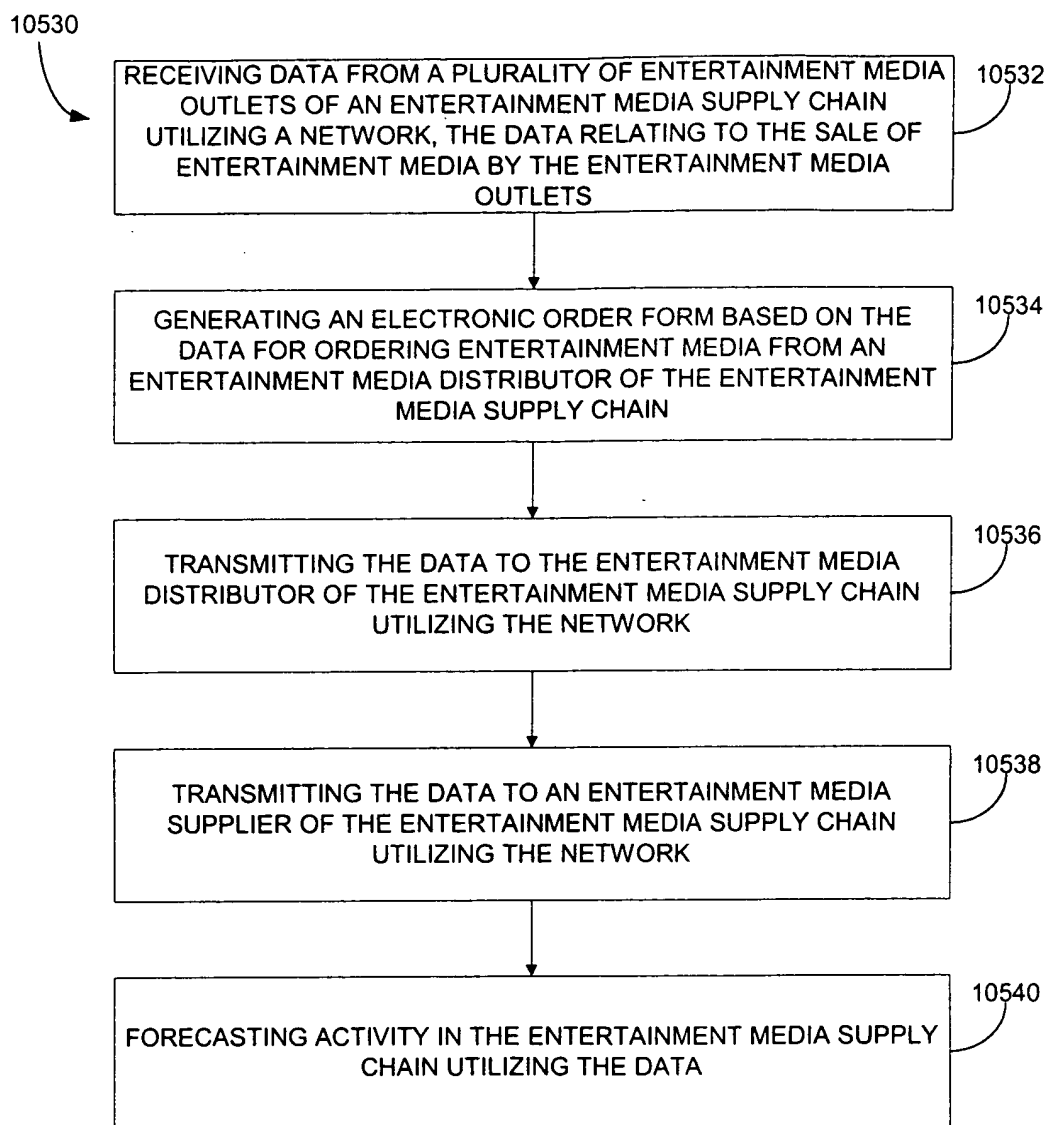 10530
RECEIVING DATA FROM A PLURALITY OF ENTERTAINMENT MEDIA
OUTLETS OF AN ENTERTAINMENT MEDIA SUPPLY CHAIN
UTILIZING A NETWORK, THE DATA RELATING TO THE SALE OF
ENTERTAINMENT MEDIA BY THE ENTERTAINMENT MEDIA
OUTLETS
10532
GENERATING AN ELECTRONIC ORDER FORM BASED ON THE
DATA FOR ORDERING ENTERTAINMENT MEDIA FROM AN
ENTERTAINMENT MEDIA DISTRIBUTOR OF THE ENTERTAINMENT
MEDIA SUPPLY CHAIN
10534
TRANSMITTING THE DATA TO THE ENTERTAINMENT MEDIA
DISTRIBUTOR OF THE ENTERTAINMENT MEDIA SUPPLY CHAIN
UTILIZING THE NETWORK
10536
TRANSMITTING THE DATA TO AN ENTERTAINMENT MEDIA
SUPPLIER OF THE ENTERTAINMENT MEDIA SUPPLY CHAIN
UTILIZING THE NETWORK
10538
FORECASTING ACTIVITY IN THE ENTERTAINMENT MEDIA SUPPLY
CHAIN UTILIZING THE DATA
10540